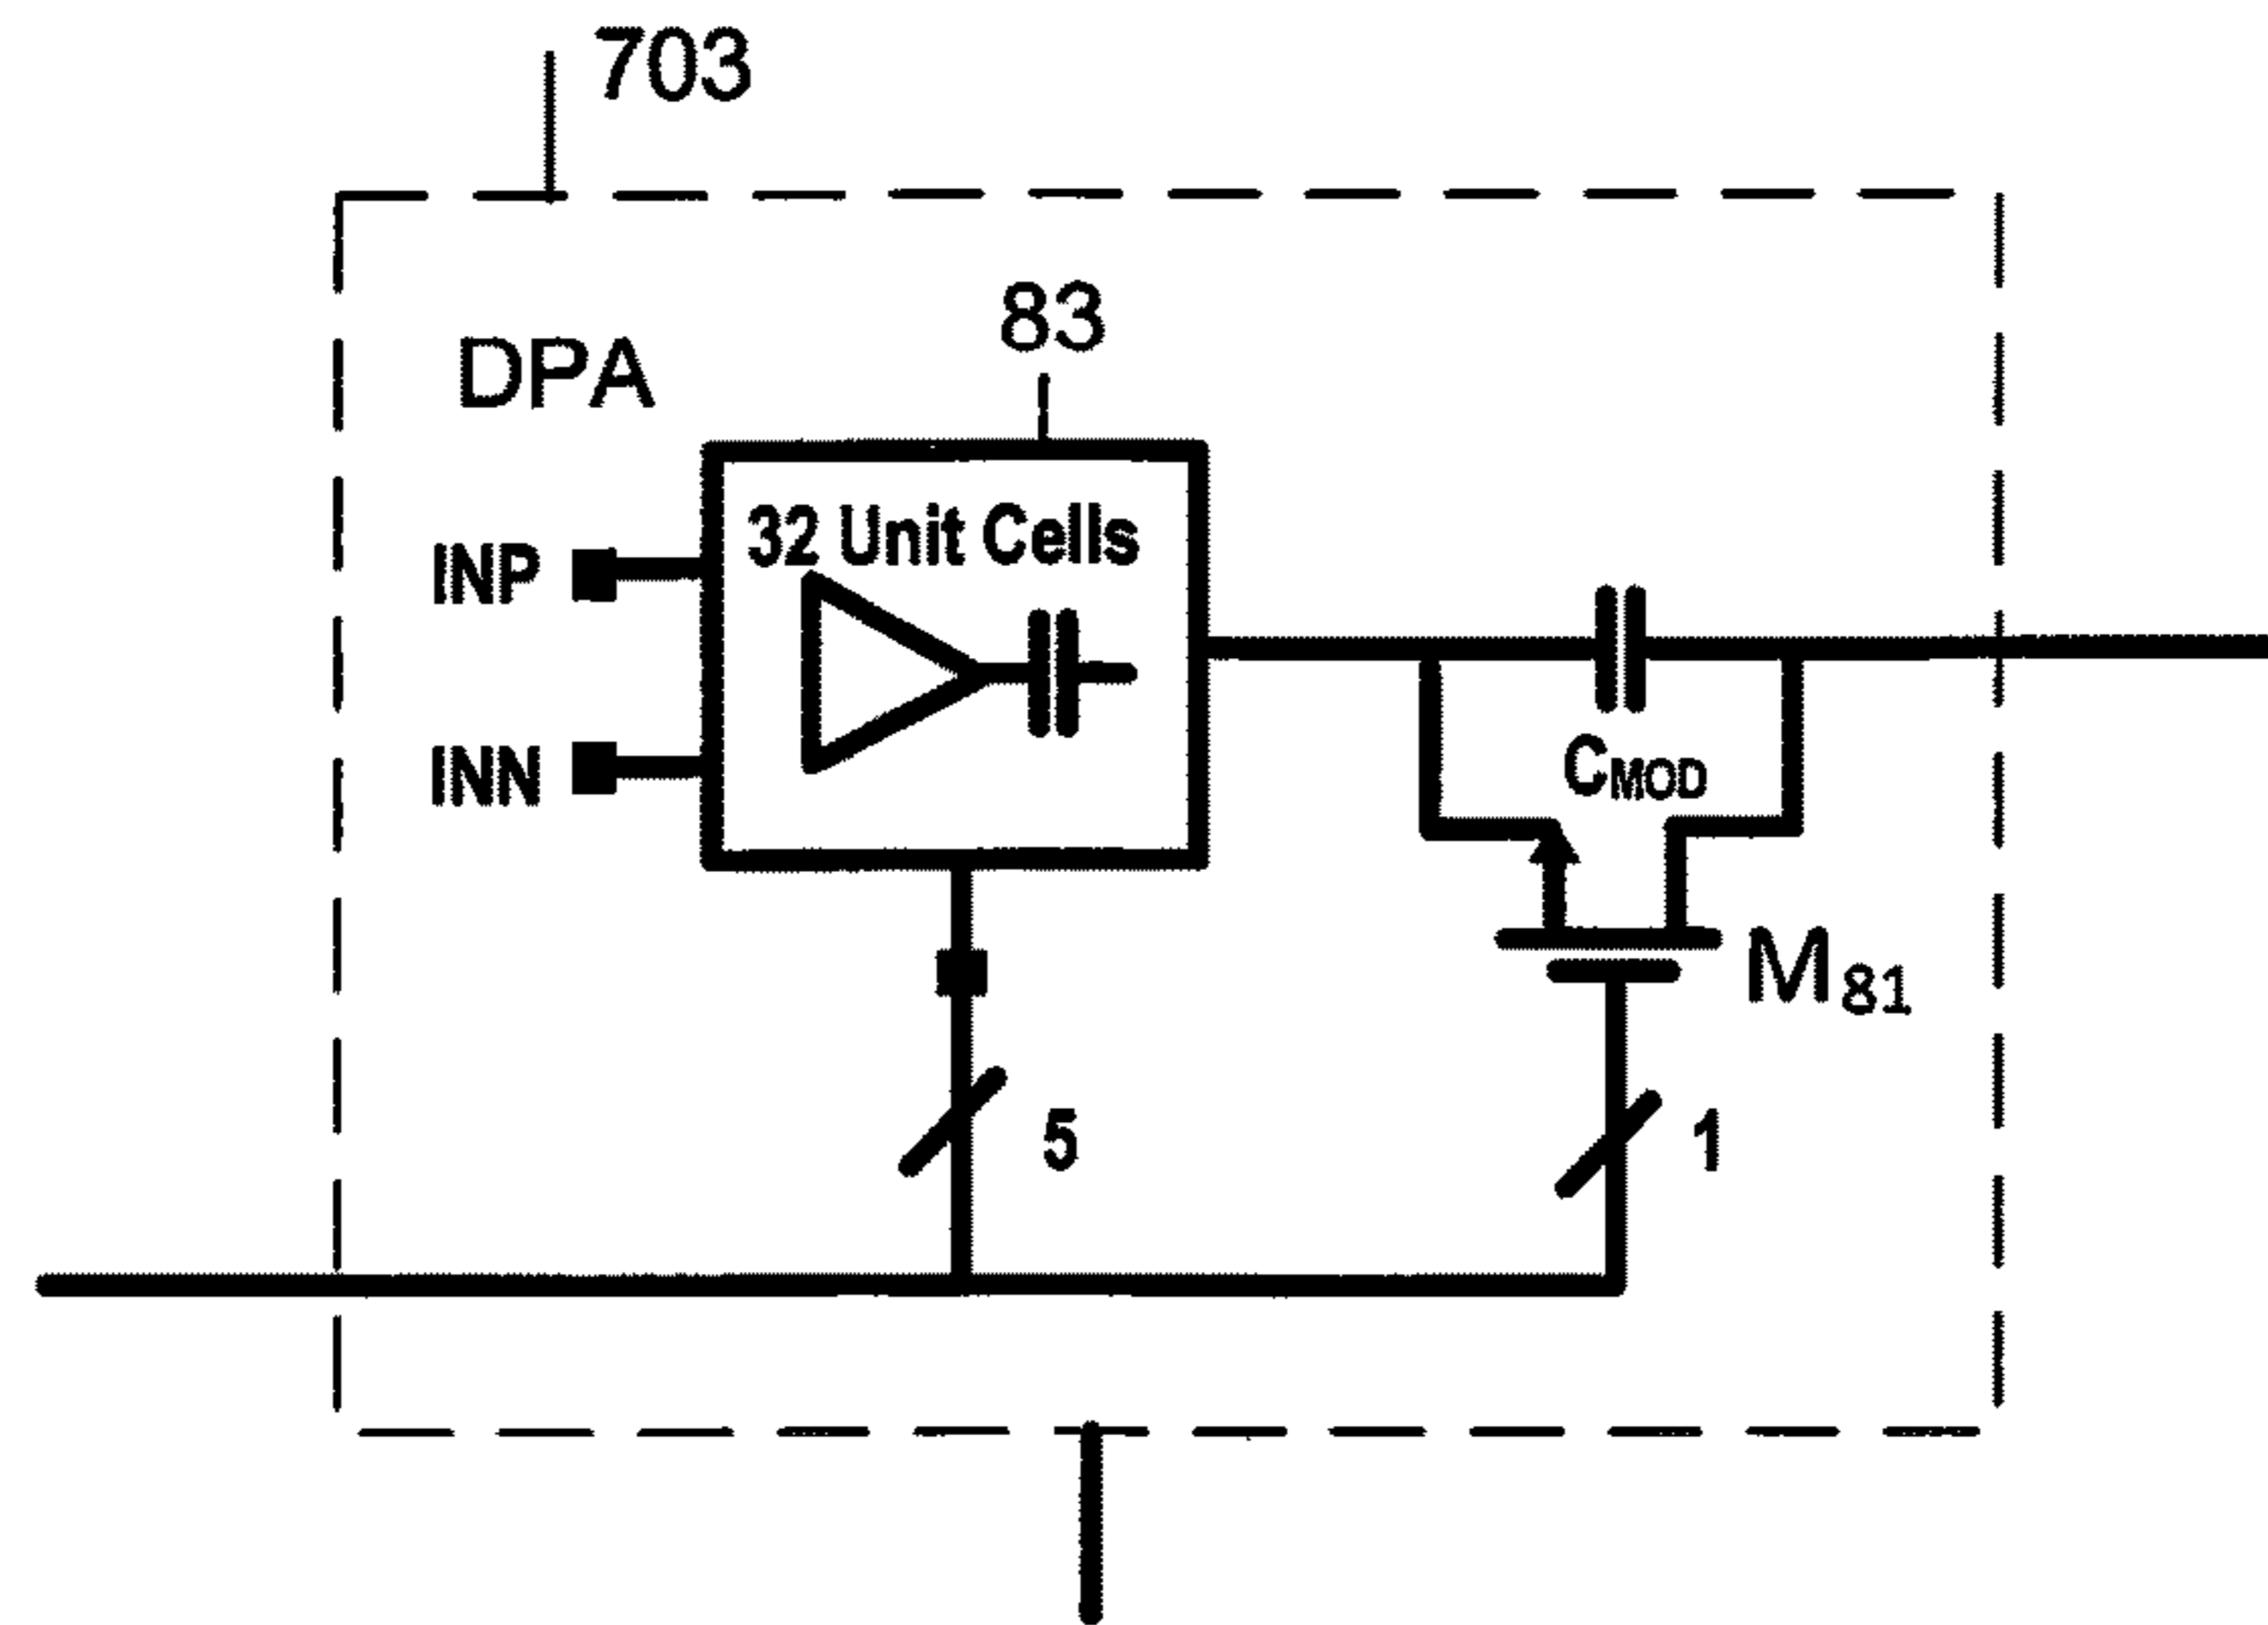 703
DPA
83
32 Unit Cells
INP
INN
CMOD
M81
5
1